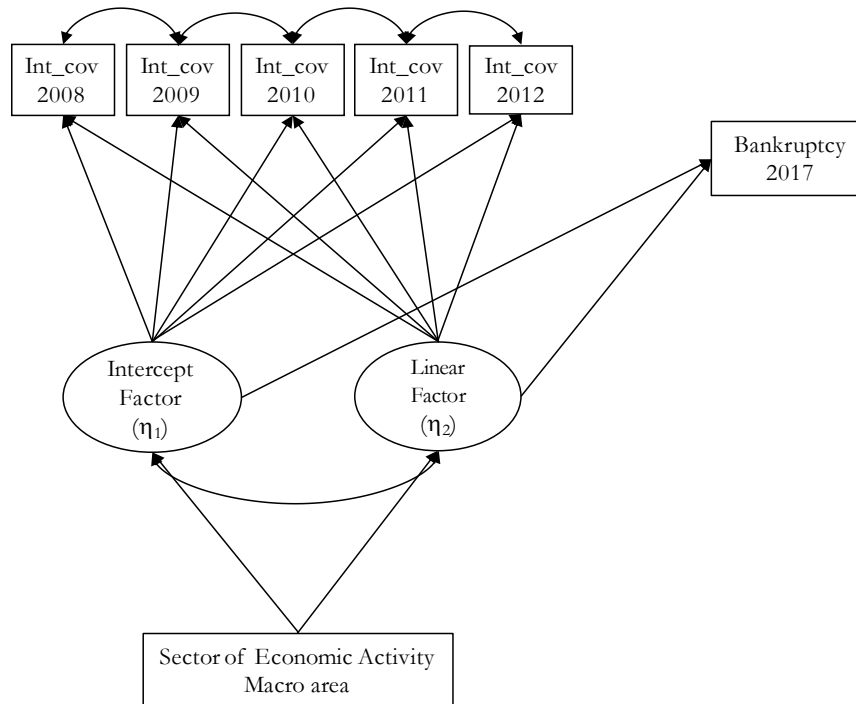 Int_cov
2008
Int_cov
2009
Int_cov
2010
Int_cov
2011
Int_cov
2012
Bankruptcy
2017
Intercept
Factor
(η₁)
Linear
Factor
(η₂)
Sector of Economic Activity
Macro area